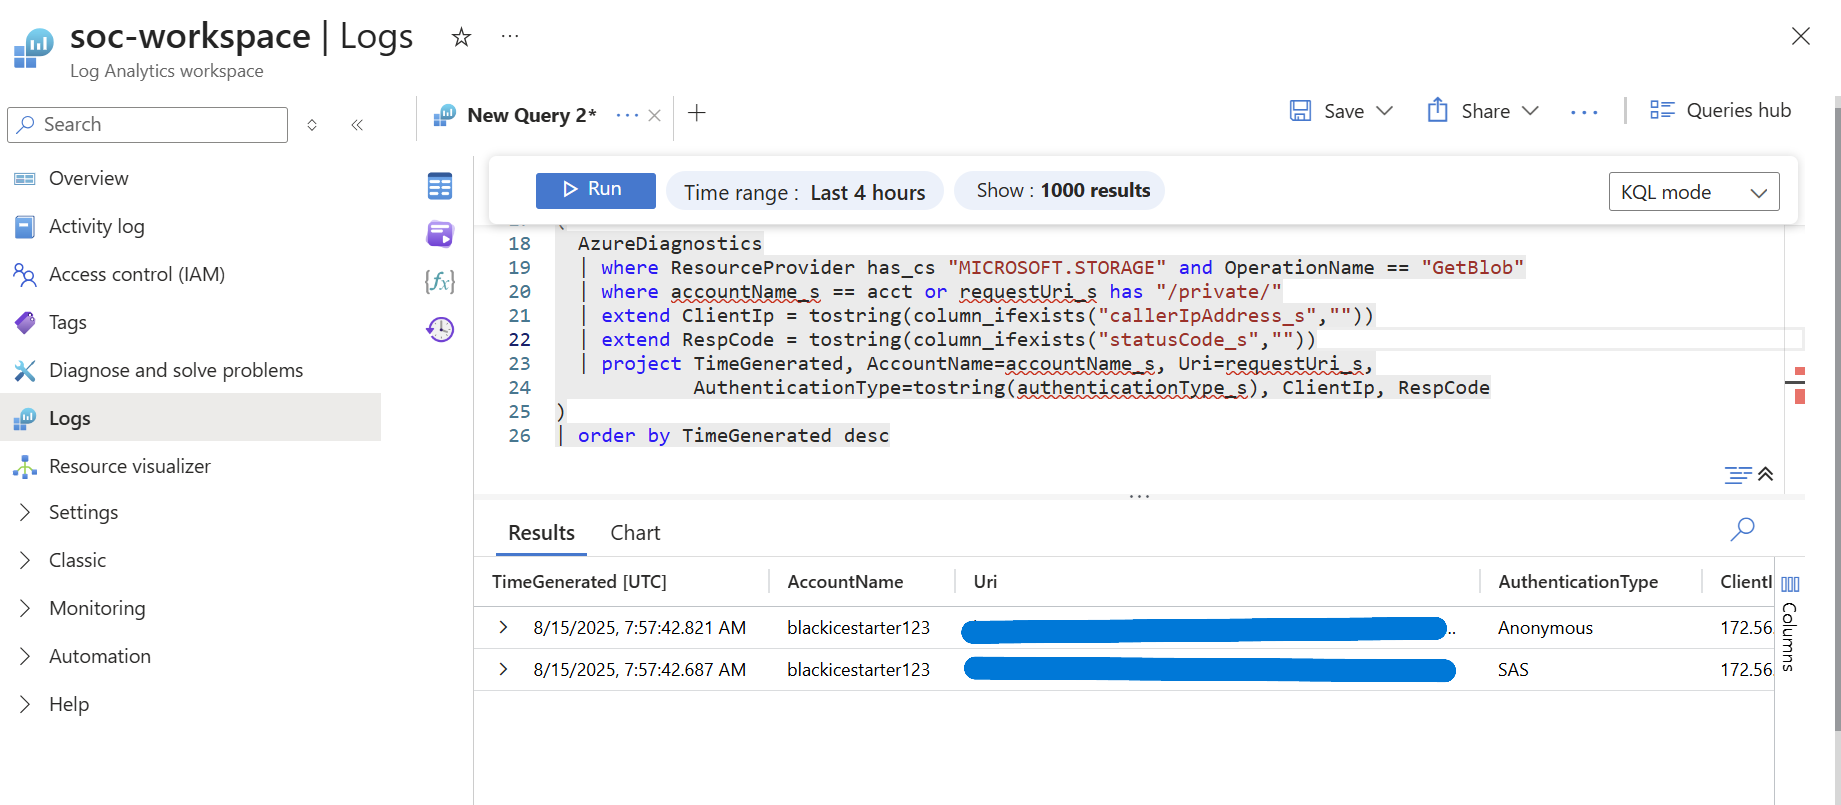 soc-workspace | Logs
Log Analytics workspace
Search
Overview
Activity log
Access control (IAM)
Tags
Diagnose and solve problems
Logs
Resource visualizer
Settings
Classic
Monitoring
Automation
Help
New Query 2*
Save
Share
Queries hub
Run
Time range : Last 4 hours
Show : 1000 results
KQL mode
18 AzureDiagnostics
19 | where ResourceProvider has_cs "MICROSOFT.STORAGE" and OperationName == "GetBlob"
20 | where accountName_s == acct or requestUri_s has "/private/"
21 | extend ClientIp = tostring(column_ifexists("callerIpAddress_s",""))
22 | extend RespCode = tostring(column_ifexists("statusCode_s",""))
23 | project TimeGenerated, AccountName=accountName_s, Uri=requestUri_s,
24 AuthenticationType=tostring(authenticationType_s), ClientIp, RespCode
25 )
26 | order by TimeGenerated desc
Results
Chart
TimeGenerated [UTC] AccountName Uri AuthenticationType ClientI
8/15/2025, 7:57:42.821 AM blackicestarter123 .. Anonymous 172.56
8/15/2025, 7:57:42.687 AM blackicestarter123 SAS 172.56
Columns